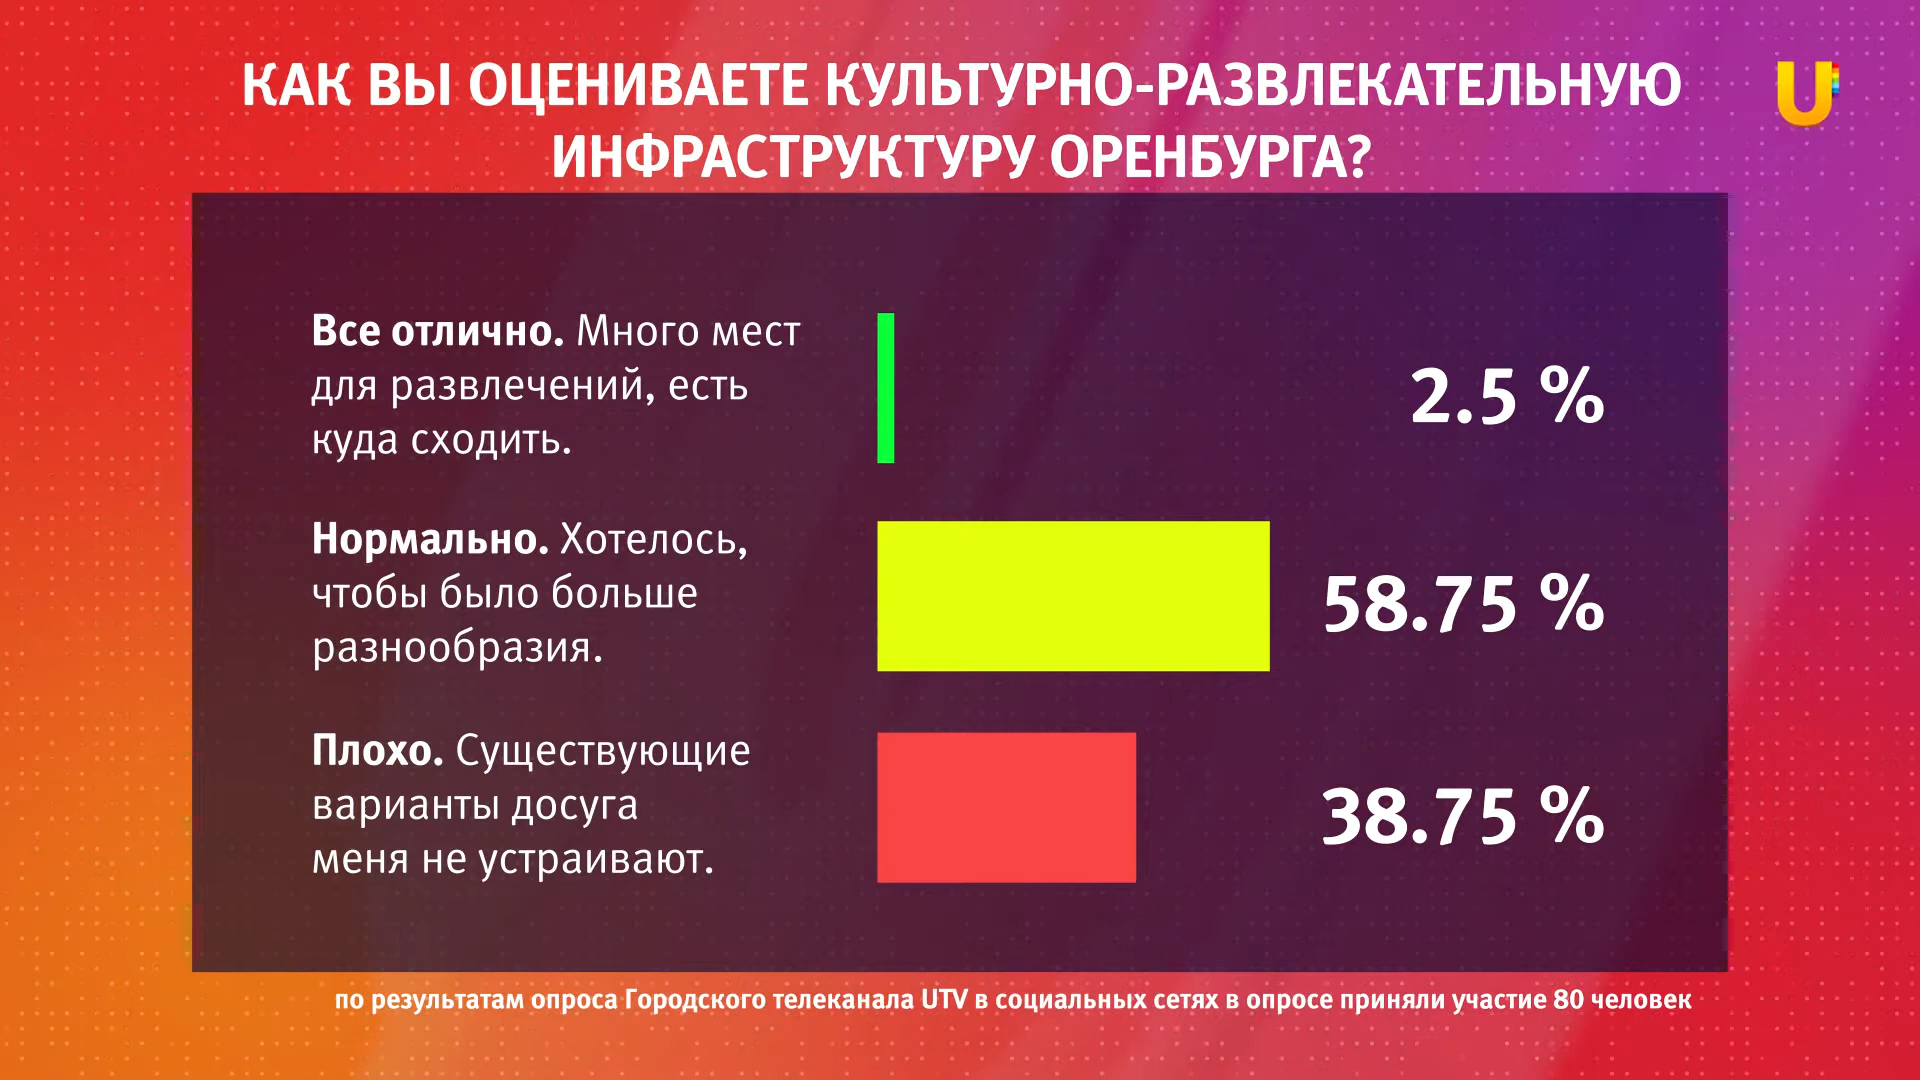 КАК ВЫ ОЦЕНИВАЕТЕ КУЛЬТУРНО-РАЗВЛЕКАТЕЛЬНУЮ
ИНФРАСТРУКТУРУ ОРЕНБУРГА?
U
Все отлично. Много мест
для развлечений, есть
куда сходить.
2.5 %
Нормально. Хотелось,
чтобы было больше
разнообразия.
58.75 %
Плохо. Существующие
варианты досуга
меня не устраивают.
38.75 %
по результатам опроса Городского телеканала UTV в социальных сетях в опросе приняли участие 80 человек